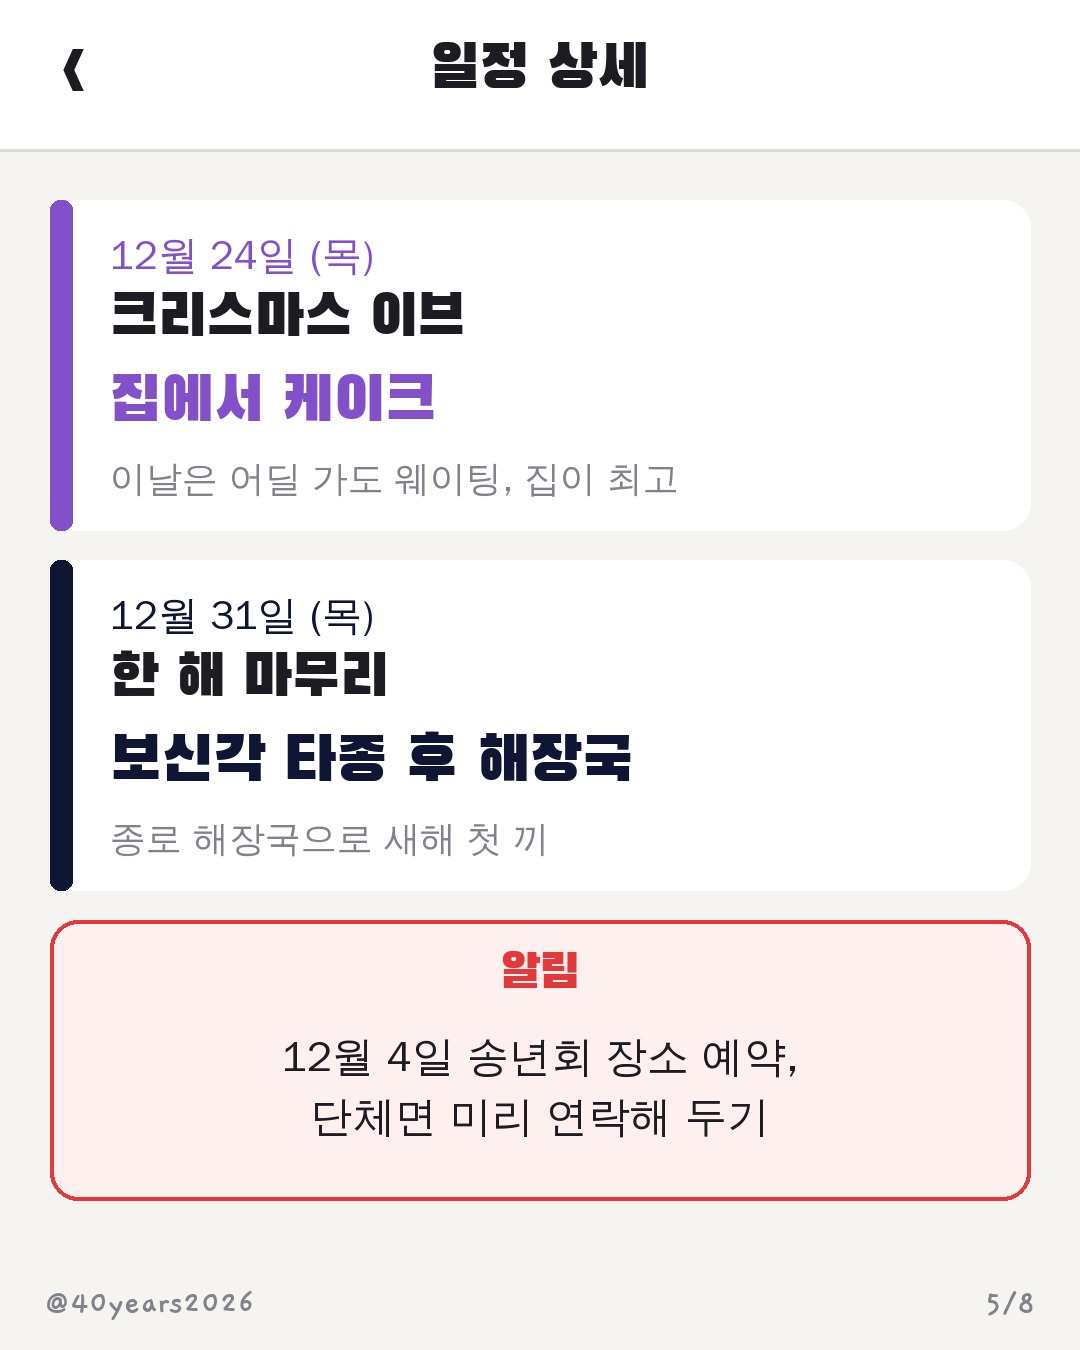 일정 상세
12월 24일 (목)
크리스마스 이브
집에서 케이크
이날은 어딜 가도 웨이팅, 집이 최고
12월 31일 (목)
한 해 마무리
보신각 타종 후 해장국
종로 해장국으로 새해 첫 끼
알림
12월 4일 송년회 장소 예약,
단체면 미리 연락해 두기
@40years2026
5/8